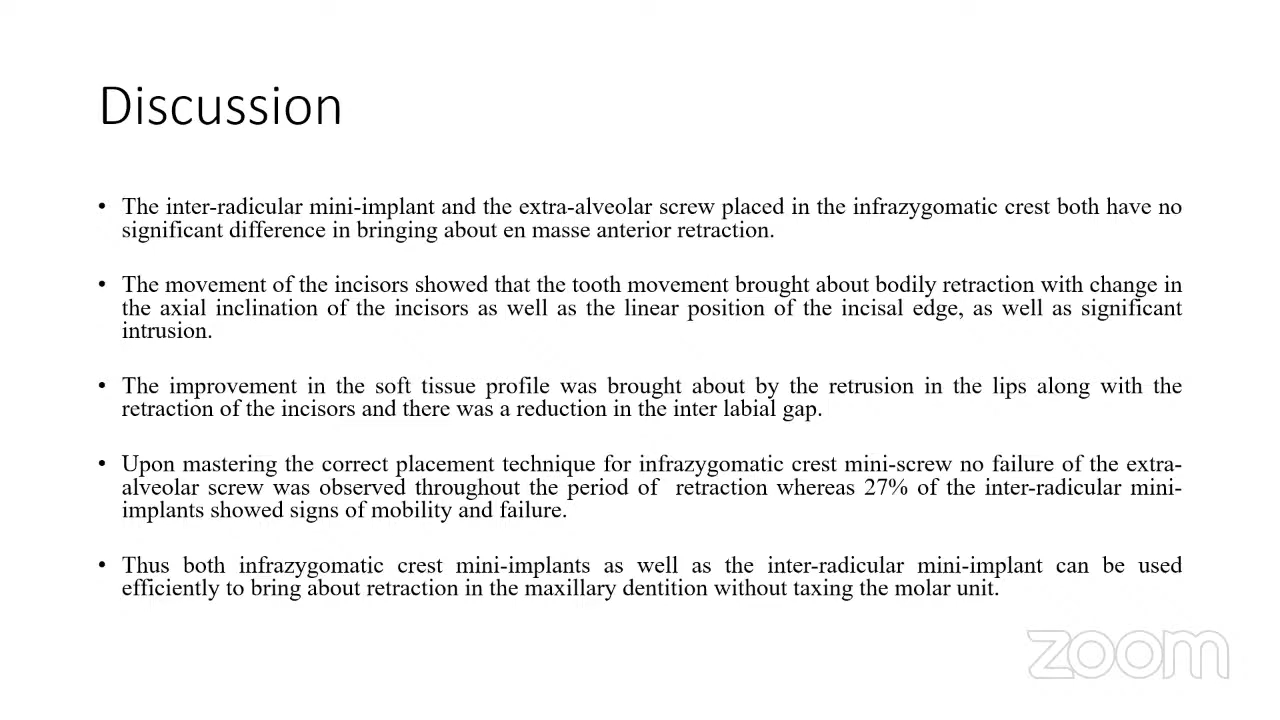 Discussion
• The inter-radicular mini-implant and the extra-alveolar screw placed in the infrazygomatic crest both have no
significant difference in bringing about en masse anterior retraction.
• The movement of the incisors showed that the tooth movement brought about bodily retraction with change in
the axial inclination of the incisors as well as the linear position of the incisal edge, as well as significant
intrusion.
• The improvement in the soft tissue profile was brought about by the retrusion in the lips along with the
retraction of the incisors and there was a reduction in the inter labial gap.
• Upon mastering the correct placement technique for infrazygomatic crest mini-screw no failure of the extra-
alveolar screw was observed throughout the period of  retraction whereas 27% of the inter-radicular mini-
implants showed signs of mobility and failure.
• Thus both infrazygomatic crest mini-implants as well as the inter-radicular mini-implant can be used
efficiently to bring about retraction in the maxillary dentition without taxing the molar unit.
zoom